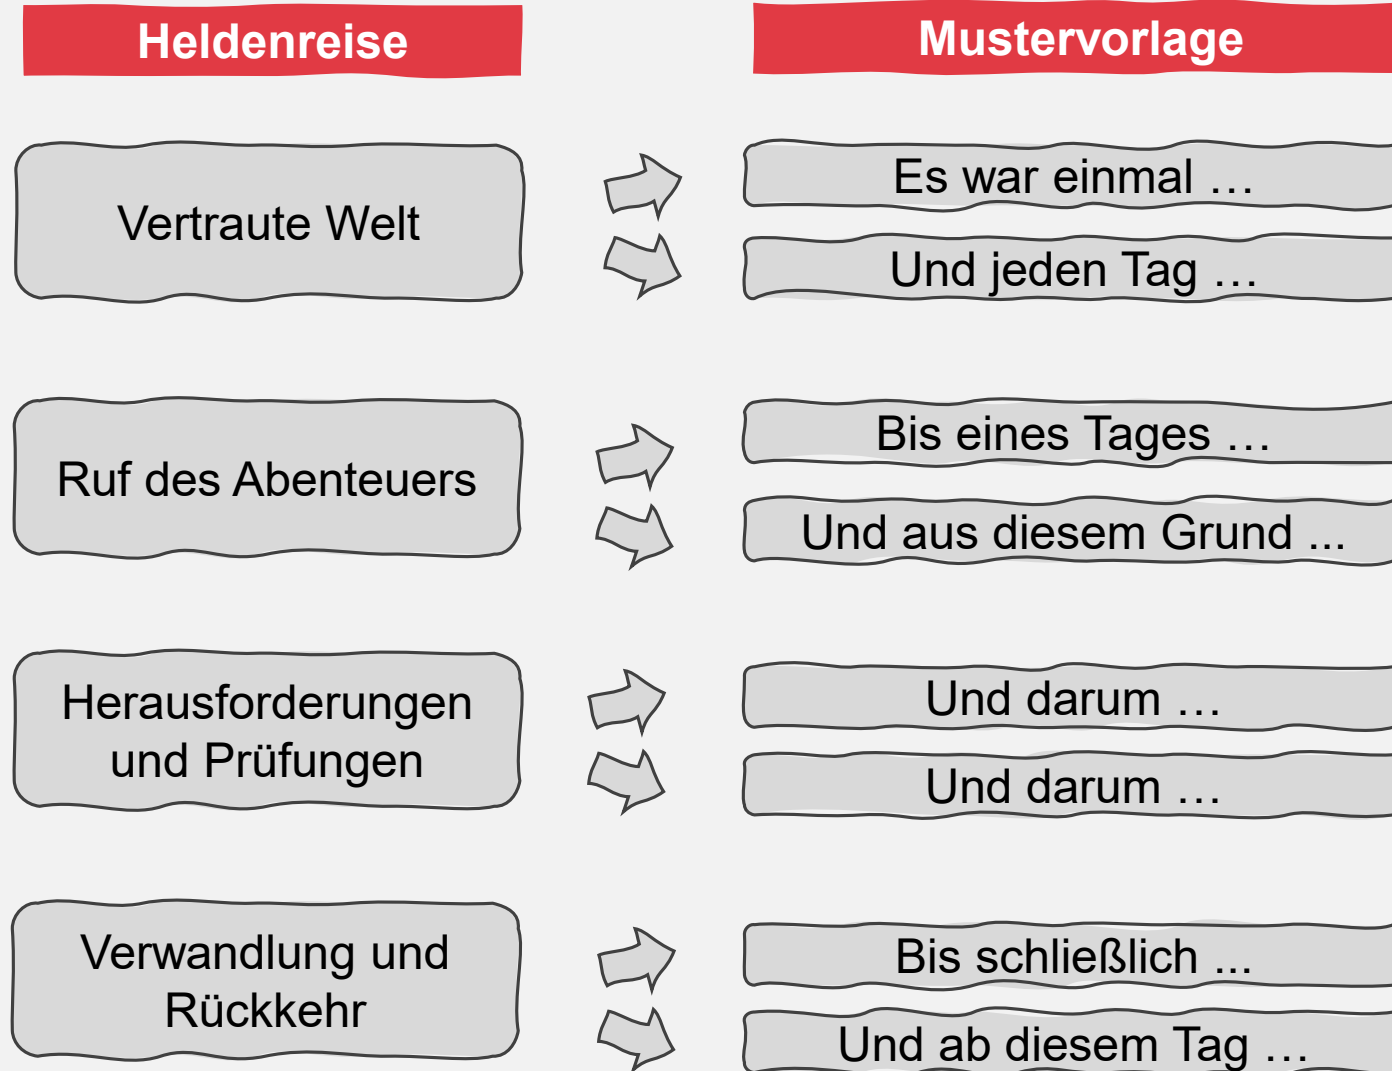 Heldenreise
Mustervorlage
Vertraute Welt
Es war einmal …
Und jeden Tag …
Ruf des Abenteuers
Bis eines Tages …
Und aus diesem Grund ...
Herausforderungen
und Prüfungen
Und darum …
Und darum …
Verwandlung und
Rückkehr
Bis schließlich ...
Und ab diesem Tag …